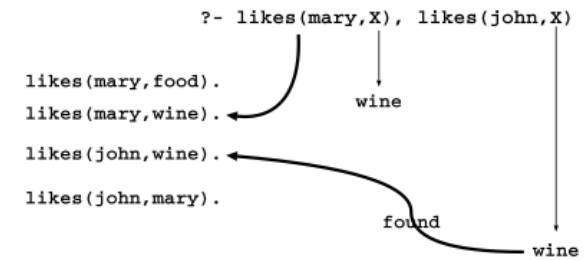 ?- likes(mary,X), likes(john,X)
likes(mary,food).
wine
likes(mary,wine).
likes(john,wine).
likes(john,mary).
found
wine